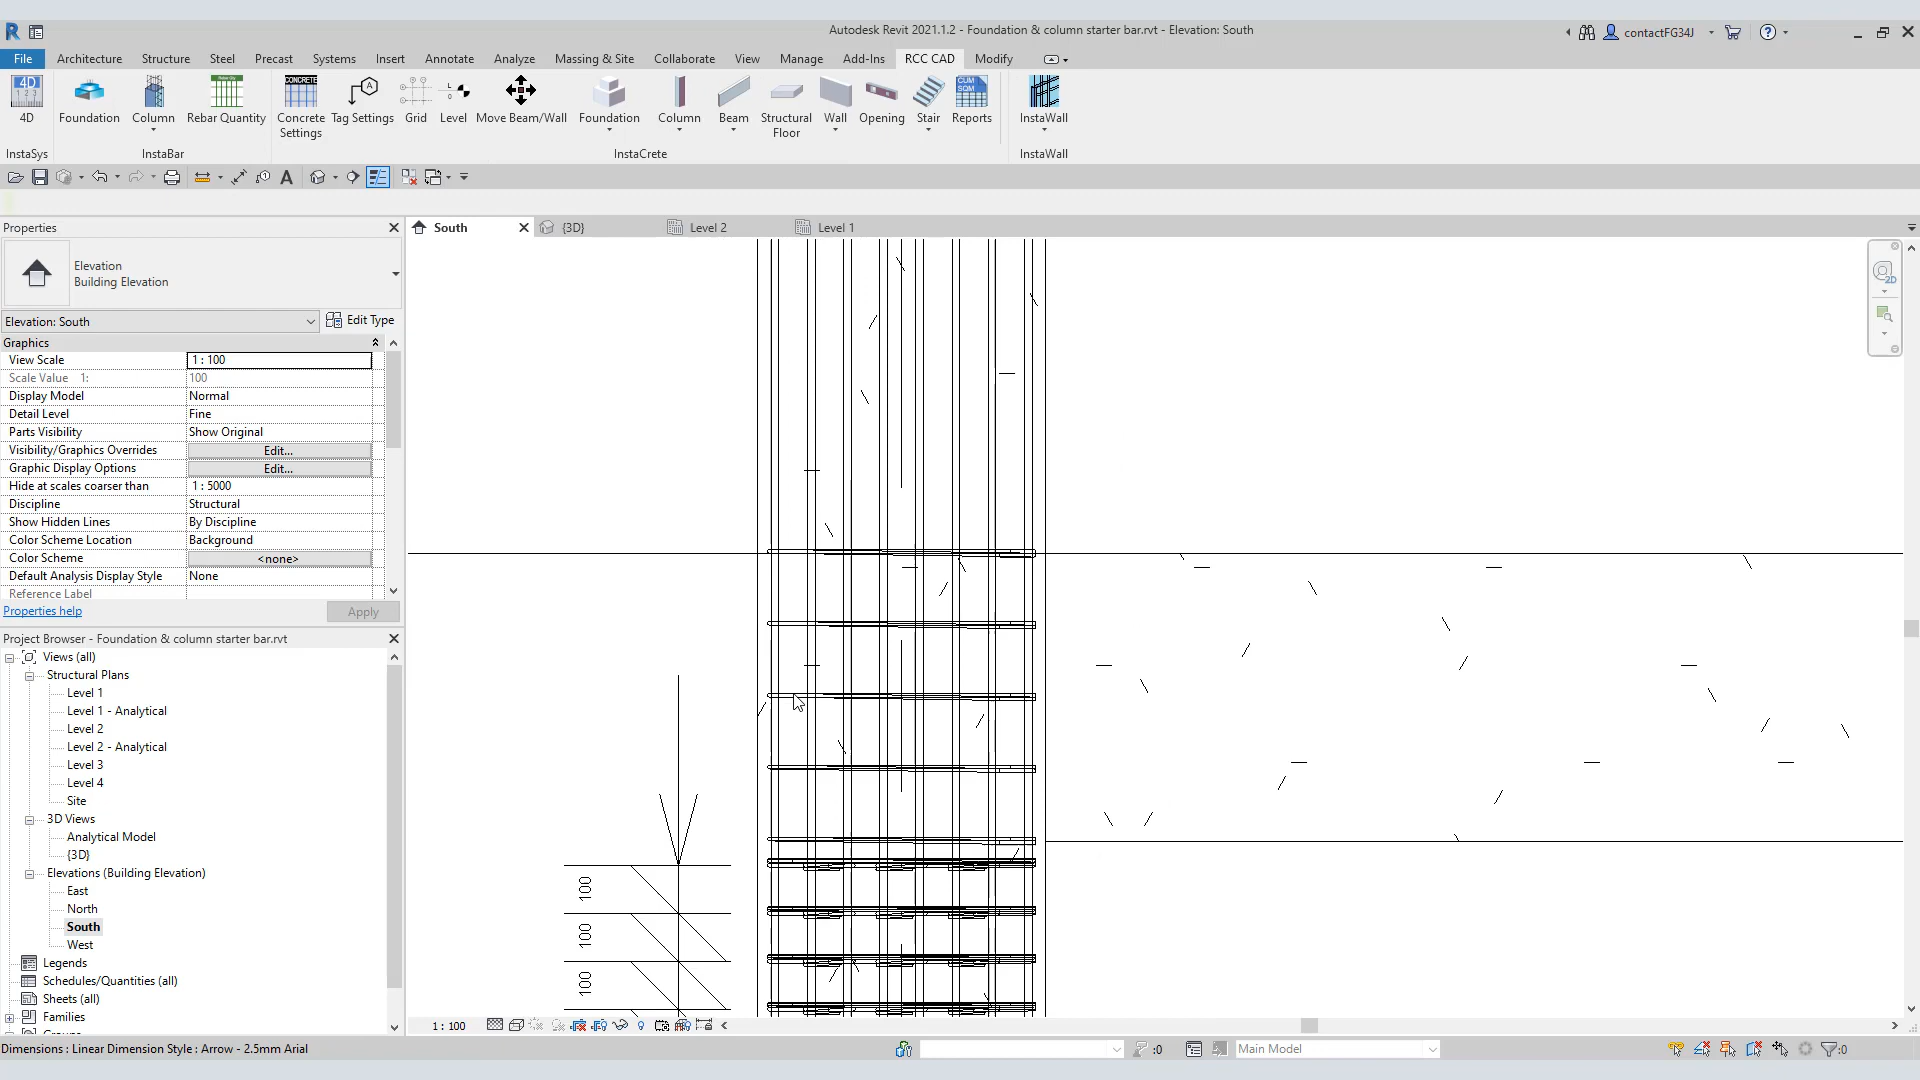 Autodesk Revit 2021.1.2 - Foundation & column starter bar.rvt - Elevation: South
contactFG34J
File Architecture Structure Steel Precast Systems Insert Annotate Analyze Massing & Site Collaborate View Manage Add-Ins RCC CAD Modify
4D
Foundation
Column
Rebar Quantity
Concrete
Settings
Tag Settings
Grid
Level
Move Beam/Wall
Foundation
Column
Beam
Structural
Floor
Wall
Opening
Stair
Reports
InstaWall
InstaSys
InstaBar
InstaCrete
InstaWall
Properties
South
{3D}
Level 2
Level 1
Elevation
Building Elevation
Elevation: South
Edit Type
Graphics
View Scale 1 : 100
Scale Value 1: 100
Display Model Normal
Detail Level Fine
Parts Visibility Show Original
Visibility/Graphics Overrides Edit...
Graphic Display Options Edit...
Hide at scales coarser than 1 : 5000
Discipline Structural
Show Hidden Lines By Discipline
Color Scheme Location Background
Color Scheme <none>
Default Analysis Display Style None
Reference Label
Properties help
Apply
Project Browser - Foundation & column starter bar.rvt
Views (all)
Structural Plans
Level 1
Level 1 - Analytical
Level 2
Level 2 - Analytical
Level 3
Level 4
Site
3D Views
Analytical Model
{3D}
Elevations (Building Elevation)
East
North
South
West
Legends
Schedules/Quantities (all)
Sheets (all)
Families
100
100
100
1 : 100
Dimensions : Linear Dimension Style : Arrow - 2.5mm Arial
:0
Main Model
:0